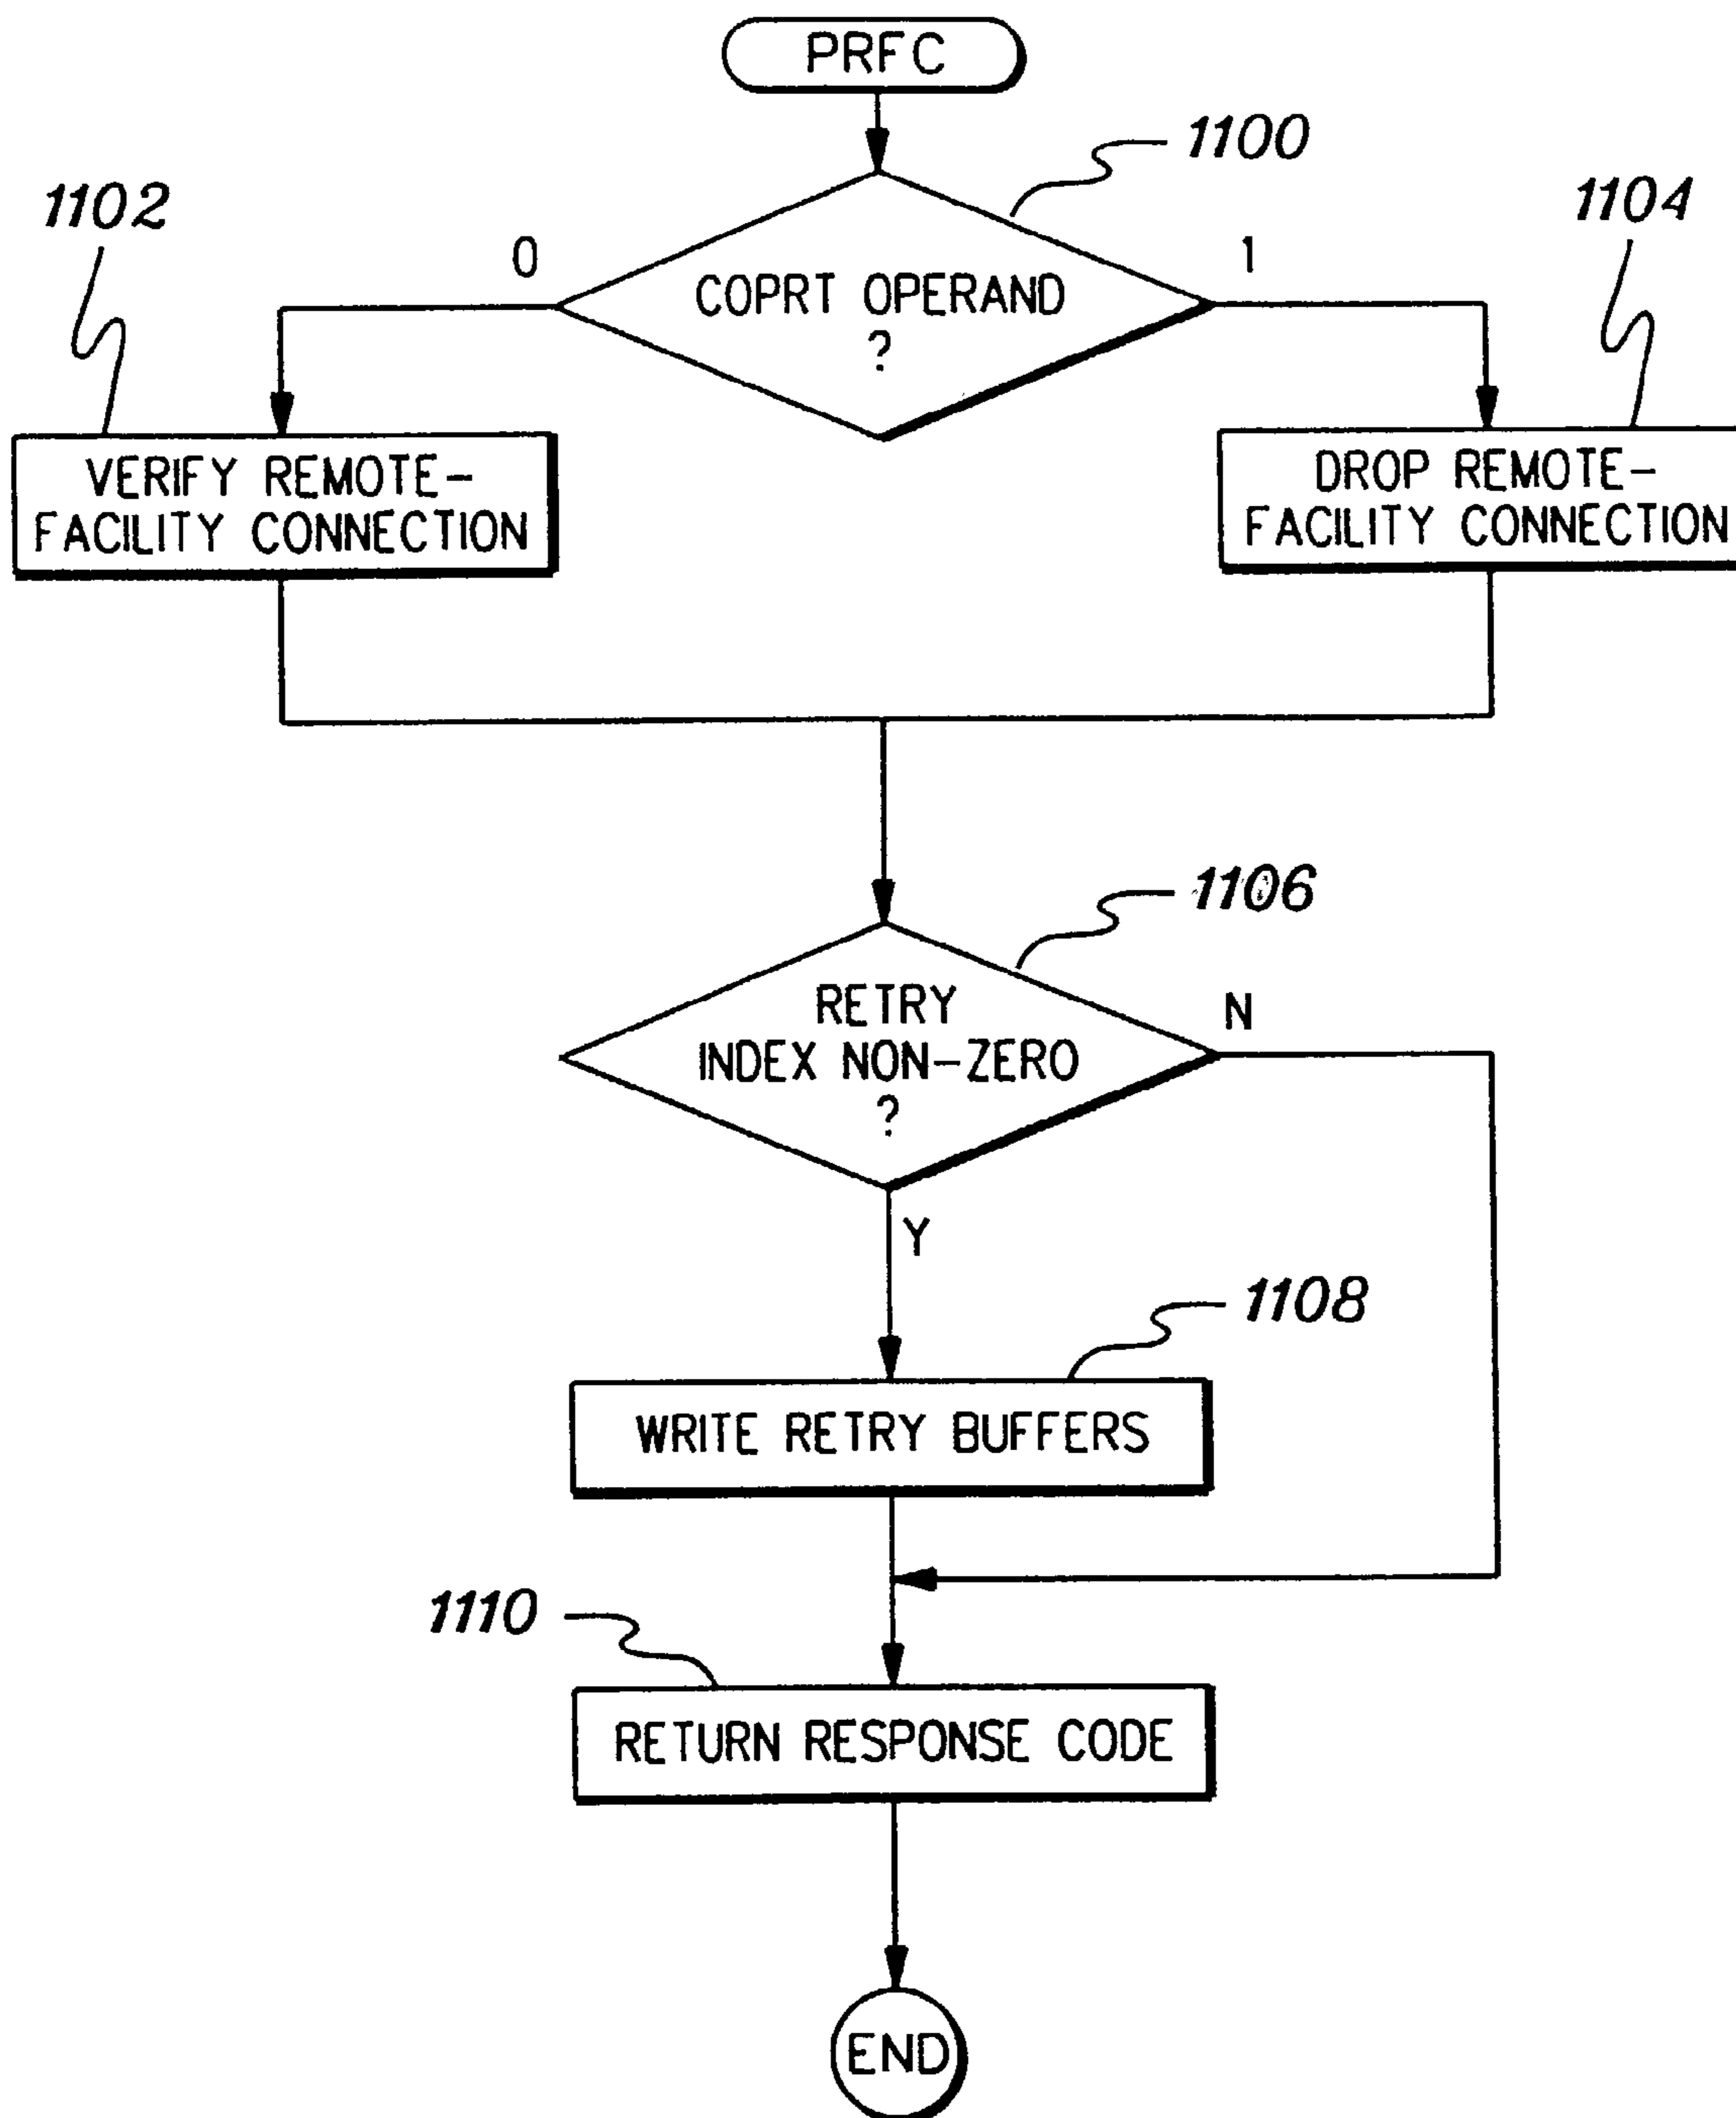 PRFC
1100
1102
1104
0
1
COPRT OPERAND
?
VERIFY REMOTE-
FACILITY CONNECTION
DROP REMOTE-
FACILITY CONNECTION
1106
RETRY
INDEX NON-ZERO
?
N
Y
1108
WRITE RETRY BUFFERS
1110
RETURN RESPONSE CODE
END